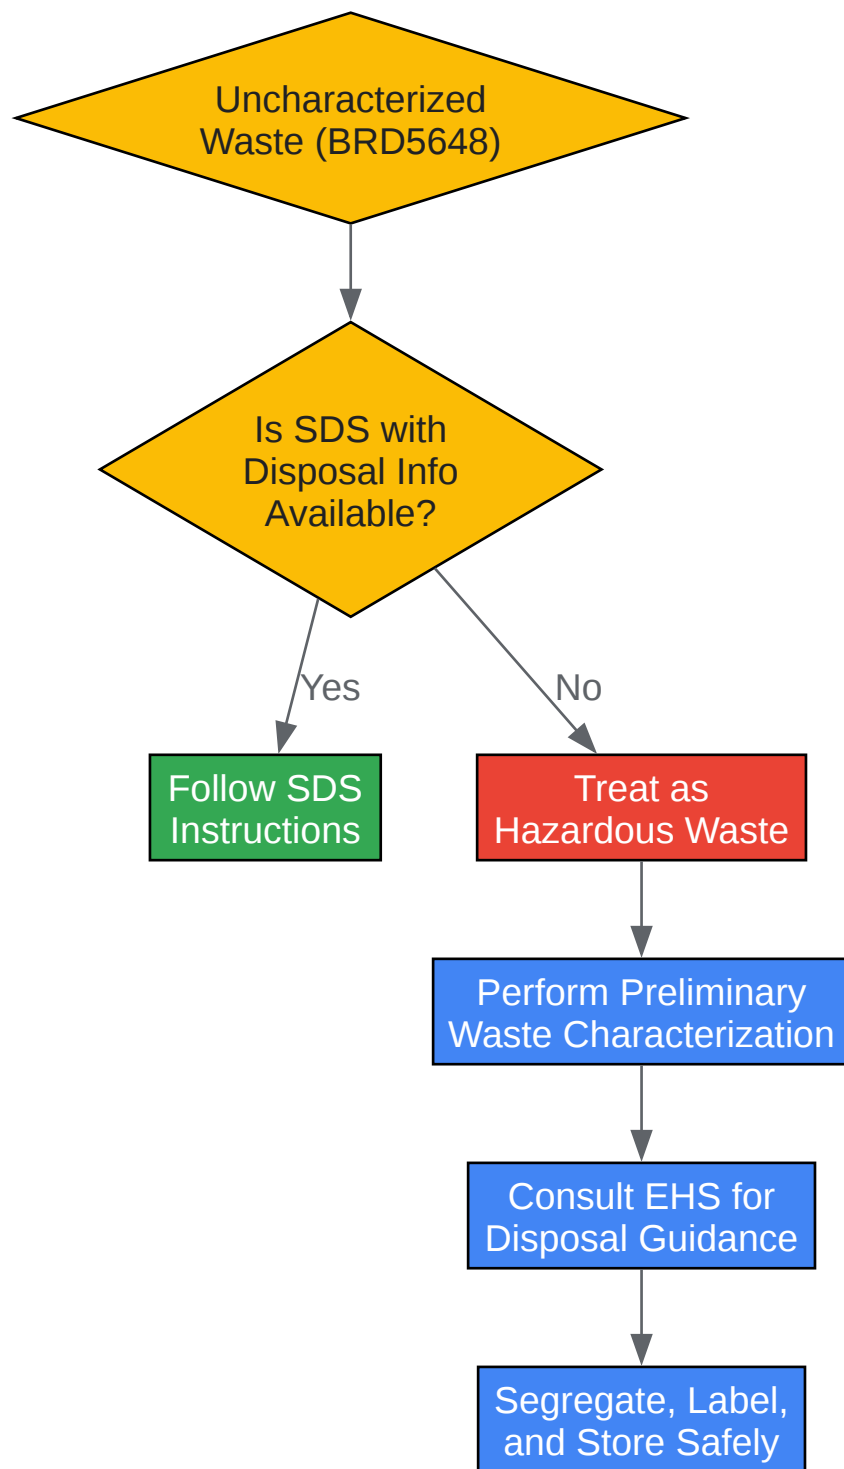 Uncharacterized
Waste (BRD5648)
Is SDS with
Disposal Info
Available?
Yes
No
Follow SDS
Instructions
Treat as
Hazardous Waste
Perform Preliminary
Waste Characterization
Consult EHS for
Disposal Guidance
Segregate, Label,
and Store Safely